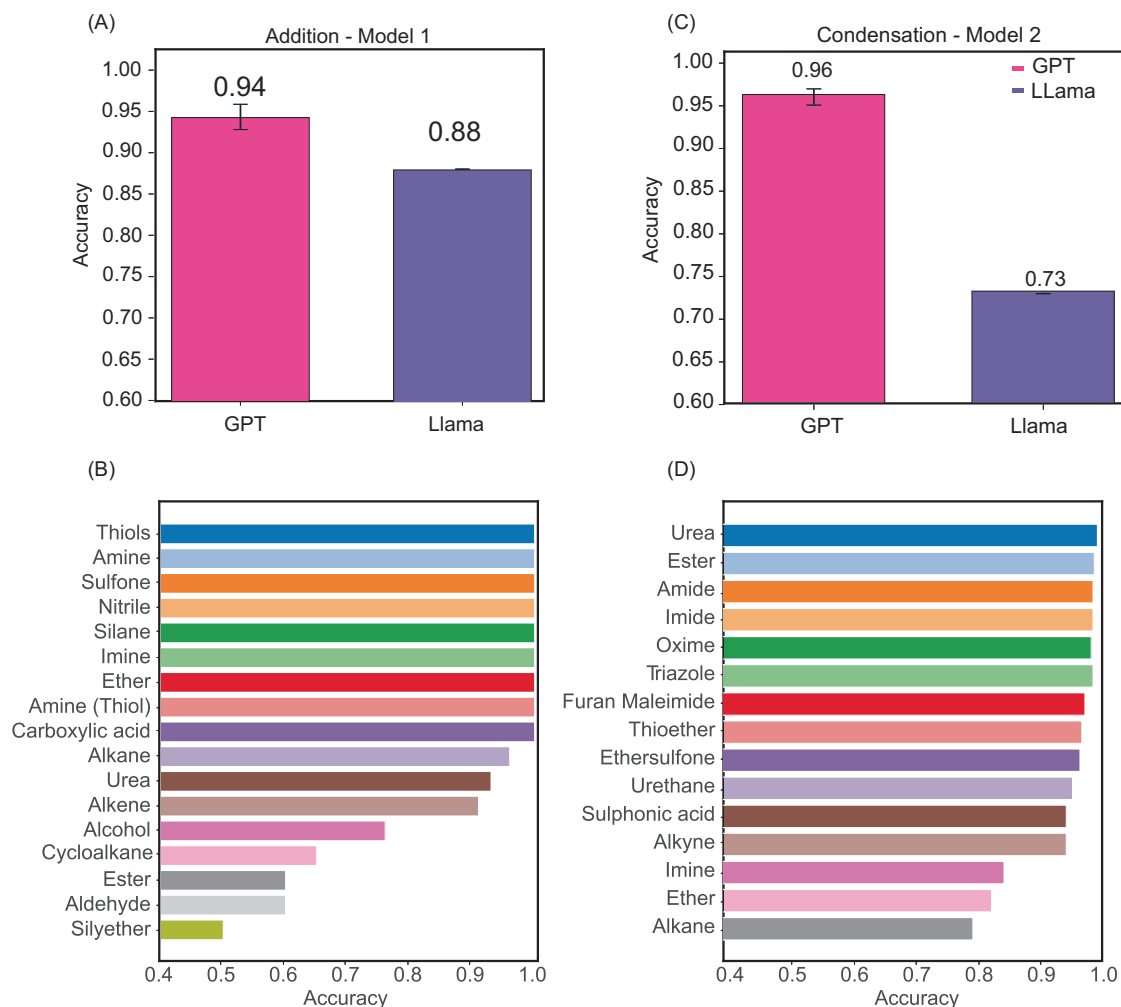 (A)
Addition - Model 1
1.00
0.95
0.90
0.85
0.80
0.75
0.70
0.65
0.60
Accuracy
0.94
0.88
GPT
Llama
(C)
Condensation - Model 2
1.00
0.95
0.90
0.85
0.80
0.75
0.70
0.65
0.60
Accuracy
0.96
0.73
GPT
LLama
GPT
Llama
(B)
Thiols
Amine
Sulfone
Nitrile
Silane
Imine
Ether
Amine (Thiol)
Carboxylic acid
Alkane
Urea
Alkene
Alcohol
Cycloalkane
Ester
Aldehyde
Silyether
0.4 0.5 0.6 0.7 0.8 0.9 1.0
Accuracy
(D)
Urea
Ester
Amide
Imide
Oxime
Triazole
Furan Maleimide
Thioether
Ethersulfone
Urethane
Sulphonic acid
Alkyne
Imine
Ether
Alkane
0.4 0.5 0.6 0.7 0.8 0.9 1.0
Accuracy